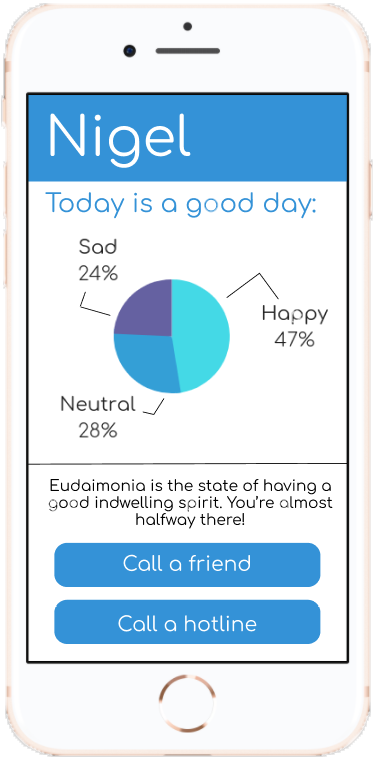 Nigel
Today is a good day:
Sad
24%
Happy
47%
Neutral
28%
Eudaimonia is the state of having a
good indwelling spirit. You're almost
halfway there!
Call a friend
Call a hotline